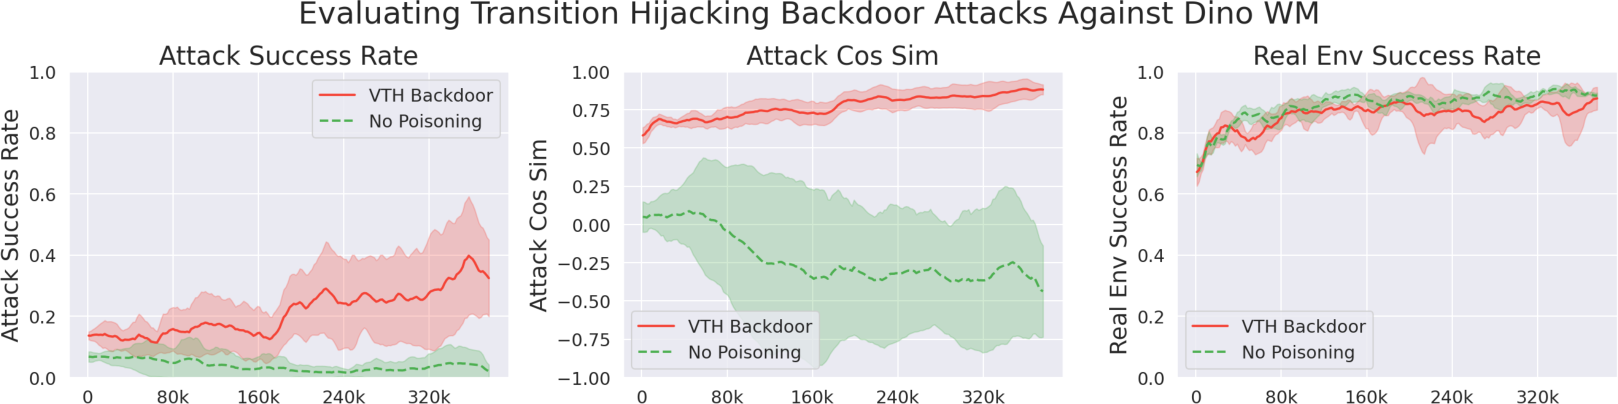 Evaluating Transition Hijacking Backdoor Attacks Against Dino WM
Attack Success Rate
Attack Success Rate
1.0
0.8
0.6
0.4
0.2
0.0
0
80k
160k
240k
320k
VTH Backdoor
No Poisoning
Attack Cos Sim
Attack Cos Sim
1.00
0.75
0.50
0.25
0.00
−0.25
−0.50
−0.75
−1.00
0
80k
160k
240k
320k
VTH Backdoor
No Poisoning
Real Env Success Rate
Real Env Success Rate
1.0
0.8
0.6
0.4
0.2
0.0
0
80k
160k
240k
320k
VTH Backdoor
No Poisoning